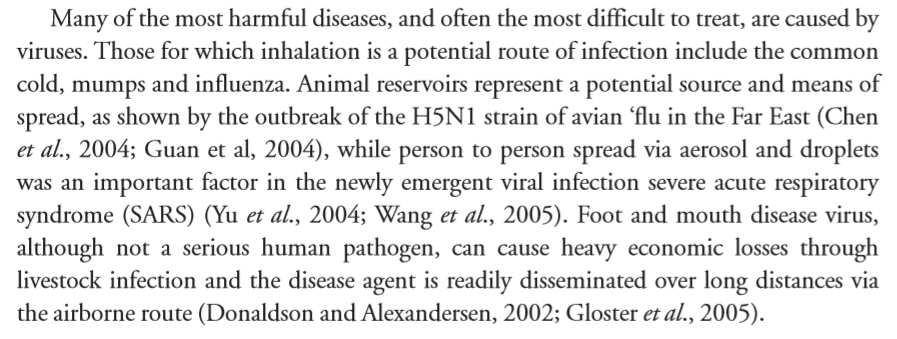 Many of the most harmful diseases, and often the most difficult to treat, are caused by
viruses. Those for which inhalation is a potential route of infection include the common
cold, mumps and influenza. Animal reservoirs represent a potential source and means of
spread, as shown by the outbreak of the H5N1 strain of avian ‘flu in the Far East (Chen
et al., 2004; Guan et al, 2004), while person to person spread via aerosol and droplets
was an important factor in the newly emergent viral infection severe acute respiratory
syndrome (SARS) (Yu et al., 2004; Wang et al., 2005). Foot and mouth disease virus,
although not a serious human pathogen, can cause heavy economic losses through
livestock infection and the disease agent is readily disseminated over long distances via
the airborne route (Donaldson and Alexandersen, 2002; Gloster et al., 2005).